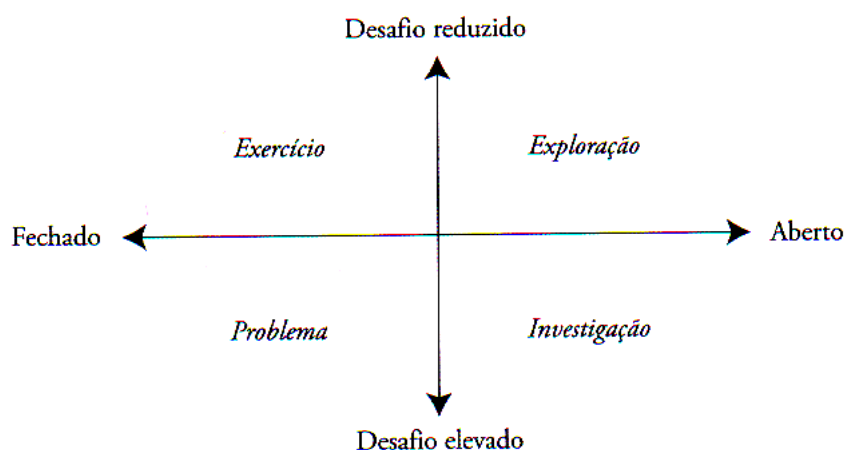 Desafio reduzido
Exercício
Exploração
Fechado
Aberto
Problema
Investigação
Desafio elevado